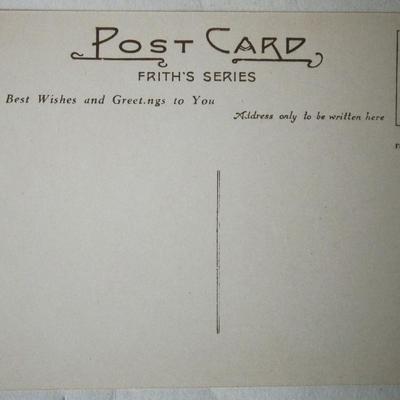 POST CARD
FRITH'S SERIES
Best Wishes and Greet.ngs to You
Address only to be written here